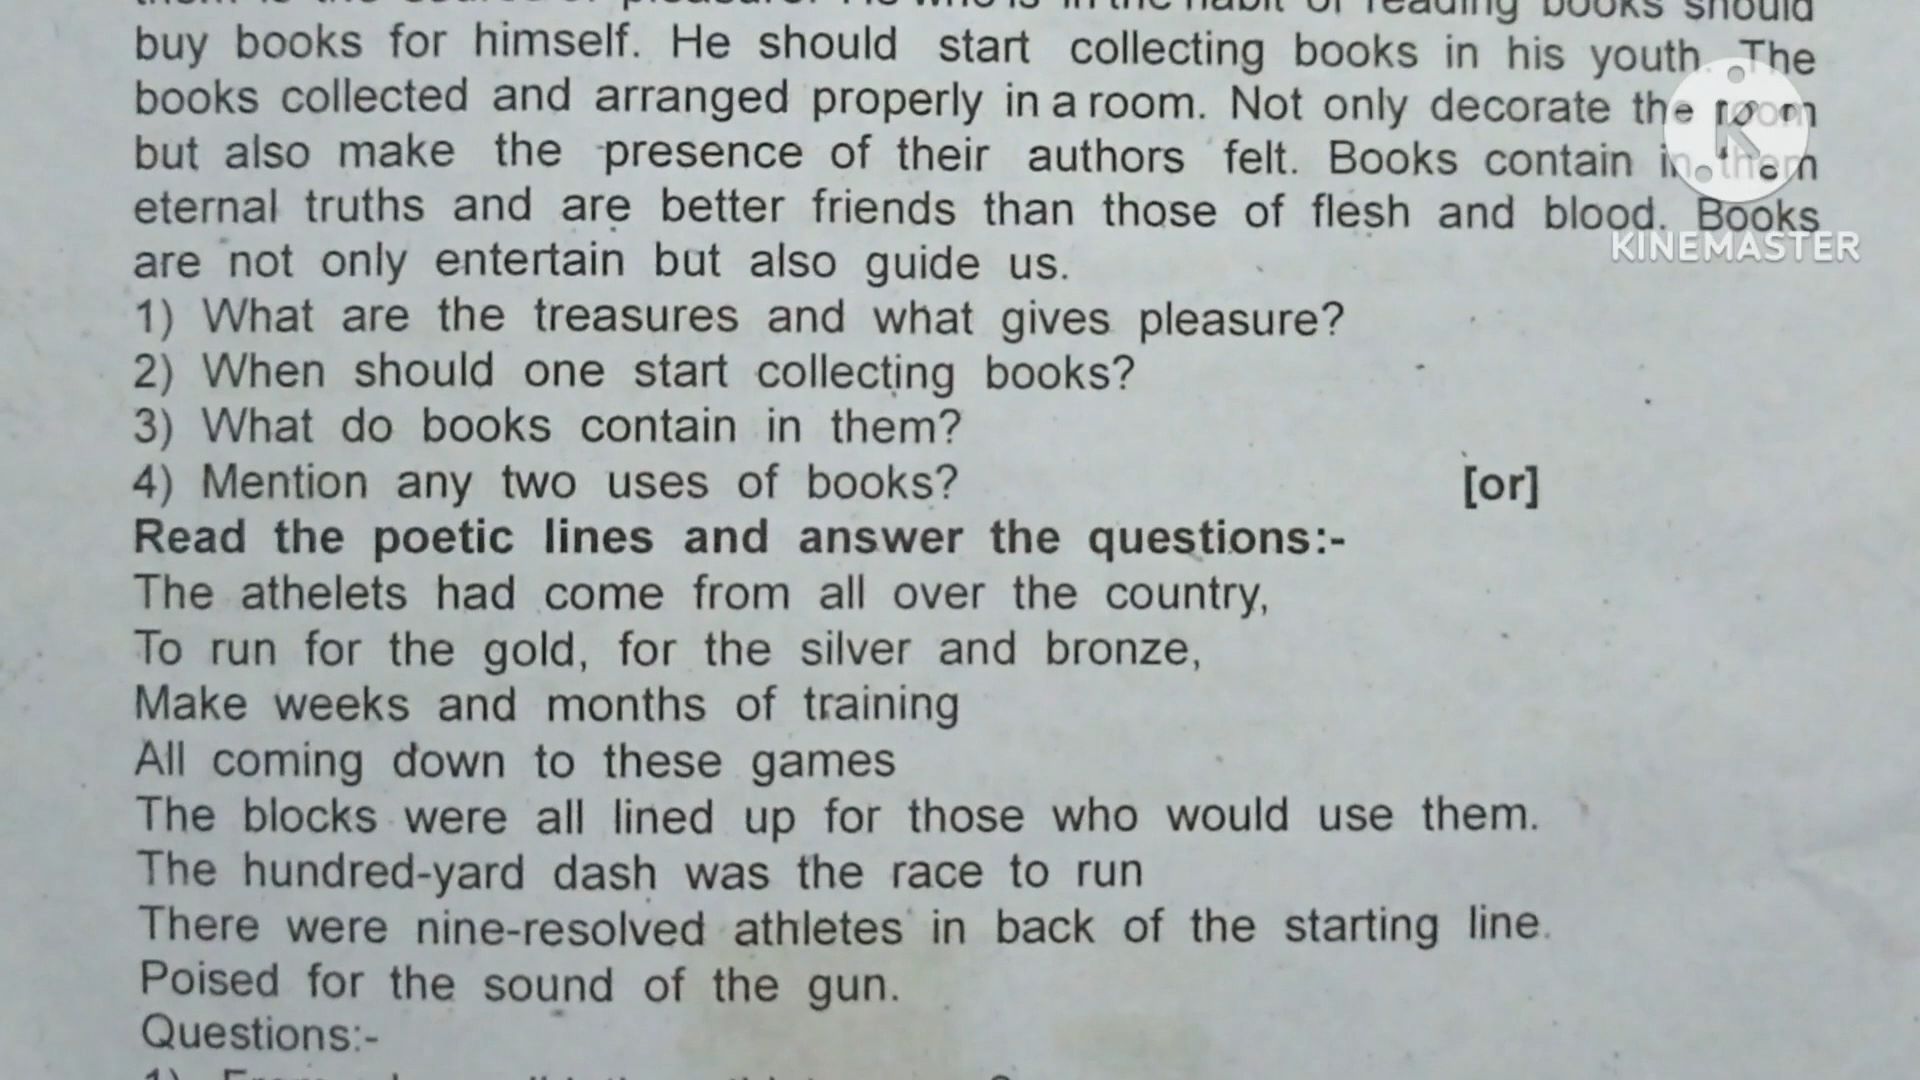 buy books for himself. He should start collecting books in his youth. The
books collected and arranged properly in a room. Not only decorate the room
but also make the presence of their authors felt. Books contain in them
eternal truths and are better friends than those of flesh and blood. Books
KINEMASTER
are not only entertain but also guide us.
1) What are the treasures and what gives pleasure?
2) When should one start collecting books?
3) What do books contain in them?
4) Mention any two uses of books? [or]
Read the poetic lines and answer the questions:-
The athelets had come from all over the country,
To run for the gold, for the silver and bronze,
Make weeks and months of training
All coming down to these games
The blocks were all lined up for those who would use them.
The hundred-yard dash was the race to run
There were nine-resolved athletes in back of the starting line.
Poised for the sound of the gun.
Questions:-